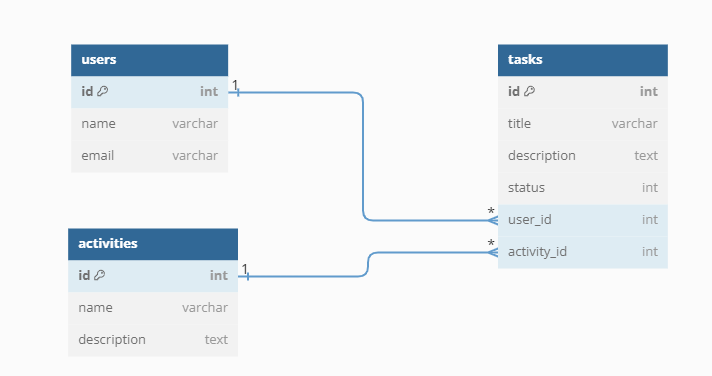 users
id int
name varchar
email varchar
1
*
tasks
id int
title varchar
description text
status int
user_id int
activity_id int
activities
id int
name varchar
description text
1
*